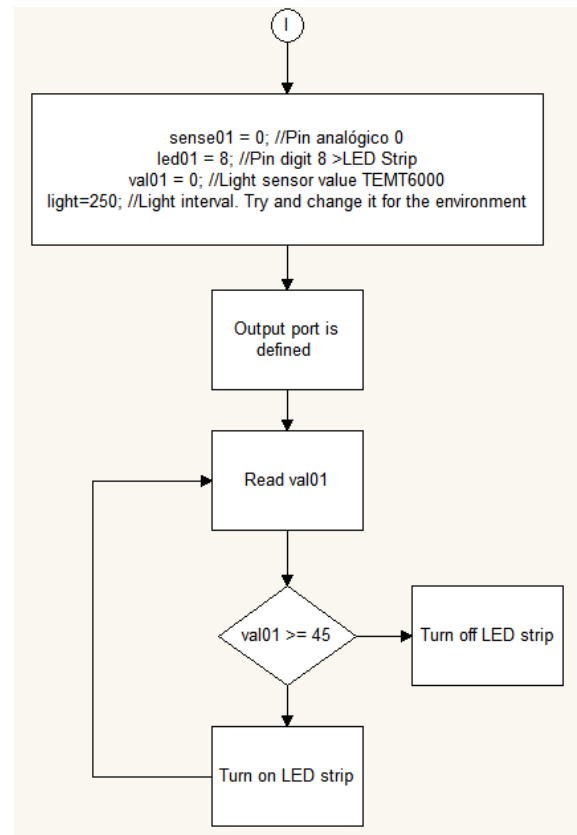 I
sense01 = 0; //Pin analógico 0
led01 = 8; //Pin digit 8 >LED Strip
val01 = 0; //Light sensor value TEMT6000
light=250; //Light interval. Try and change it for the environment
Output port is
defined
Read val01
val01 >= 45
Turn off LED strip
Turn on LED strip